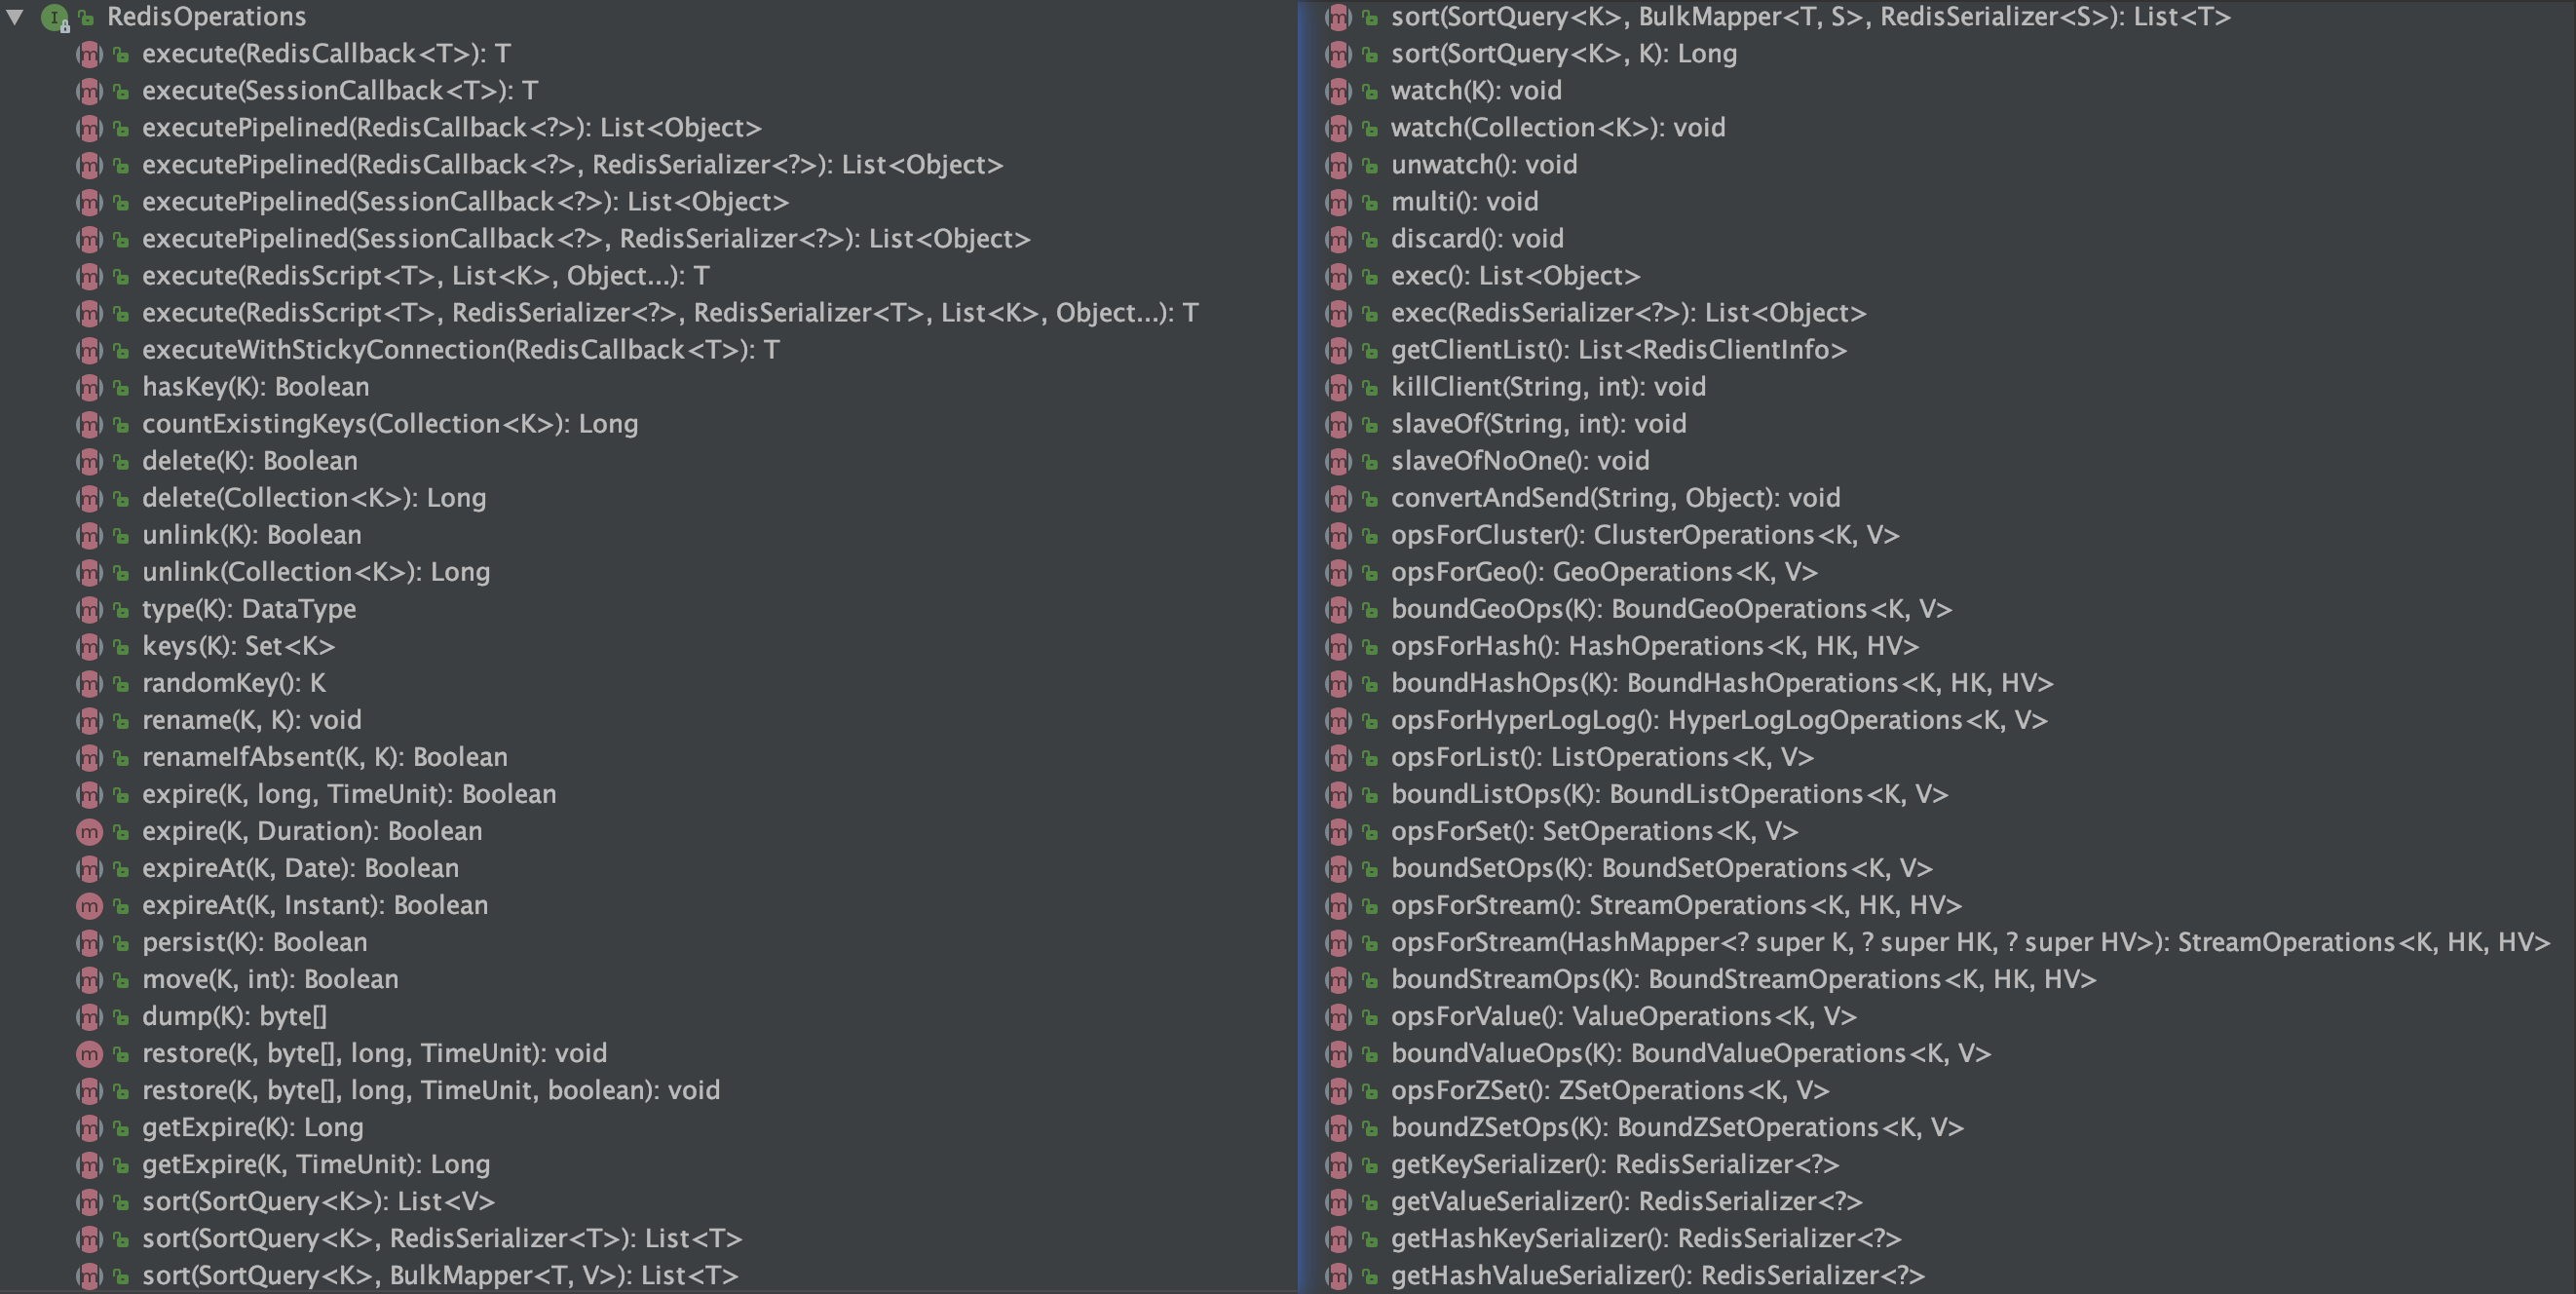 RedisOperations
execute(RedisCallback<T>): T
execute(SessionCallback<T>): T
executePipelined(RedisCallback<?>): List<Object>
executePipelined(RedisCallback<?>, RedisSerializer<?>): List<Object>
executePipelined(SessionCallback<?>): List<Object>
executePipelined(SessionCallback<?>, RedisSerializer<?>): List<Object>
execute(RedisScript<T>, List<K>, Object...): T
execute(RedisScript<T>, RedisSerializer<?>, RedisSerializer<T>, List<K>, Object...): T
executeWithStickyConnection(RedisCallback<T>): T
hasKey(K): Boolean
countExistingKeys(Collection<K>): Long
delete(K): Boolean
delete(Collection<K>): Long
unlink(K): Boolean
unlink(Collection<K>): Long
type(K): DataType
keys(K): Set<K>
randomKey(): K
rename(K, K): void
renameIfAbsent(K, K): Boolean
expire(K, long, TimeUnit): Boolean
expire(K, Duration): Boolean
expireAt(K, Date): Boolean
expireAt(K, Instant): Boolean
persist(K): Boolean
move(K, int): Boolean
dump(K): byte[]
restore(K, byte[], long, TimeUnit): void
restore(K, byte[], long, TimeUnit, boolean): void
getExpire(K): Long
getExpire(K, TimeUnit): Long
sort(SortQuery<K>): List<V>
sort(SortQuery<K>, RedisSerializer<T>): List<T>
sort(SortQuery<K>, BulkMapper<T, V>): List<T>
sort(SortQuery<K>, BulkMapper<T, S>, RedisSerializer<S>): List<T>
sort(SortQuery<K>, K): Long
watch(K): void
watch(Collection<K>): void
unwatch(): void
multi(): void
discard(): void
exec(): List<Object>
exec(RedisSerializer<?>): List<Object>
getClientList(): List<RedisClientInfo>
killClient(String, int): void
slaveOf(String, int): void
slaveOfNoOne(): void
convertAndSend(String, Object): void
opsForCluster(): ClusterOperations<K, V>
opsForGeo(): GeoOperations<K, V>
boundGeoOps(K): BoundGeoOperations<K, V>
opsForHash(): HashOperations<K, HK, HV>
boundHashOps(K): BoundHashOperations<K, HK, HV>
opsForHyperLogLog(): HyperLogLogOperations<K, V>
opsForList(): ListOperations<K, V>
boundListOps(K): BoundListOperations<K, V>
opsForSet(): SetOperations<K, V>
boundSetOps(K): BoundSetOperations<K, V>
opsForStream(): StreamOperations<K, HK, HV>
opsForStream(HashMapper<? super K, ? super HK, ? super HV>): StreamOperations<K, HK, HV>
boundStreamOps(K): BoundStreamOperations<K, HK, HV>
opsForValue(): ValueOperations<K, V>
boundValueOps(K): BoundValueOperations<K, V>
opsForZSet(): ZSetOperations<K, V>
boundZSetOps(K): BoundZSetOperations<K, V>
getKeySerializer(): RedisSerializer<?>
getValueSerializer(): RedisSerializer<?>
getHashKeySerializer(): RedisSerializer<?>
getHashValueSerializer(): RedisSerializer<?>